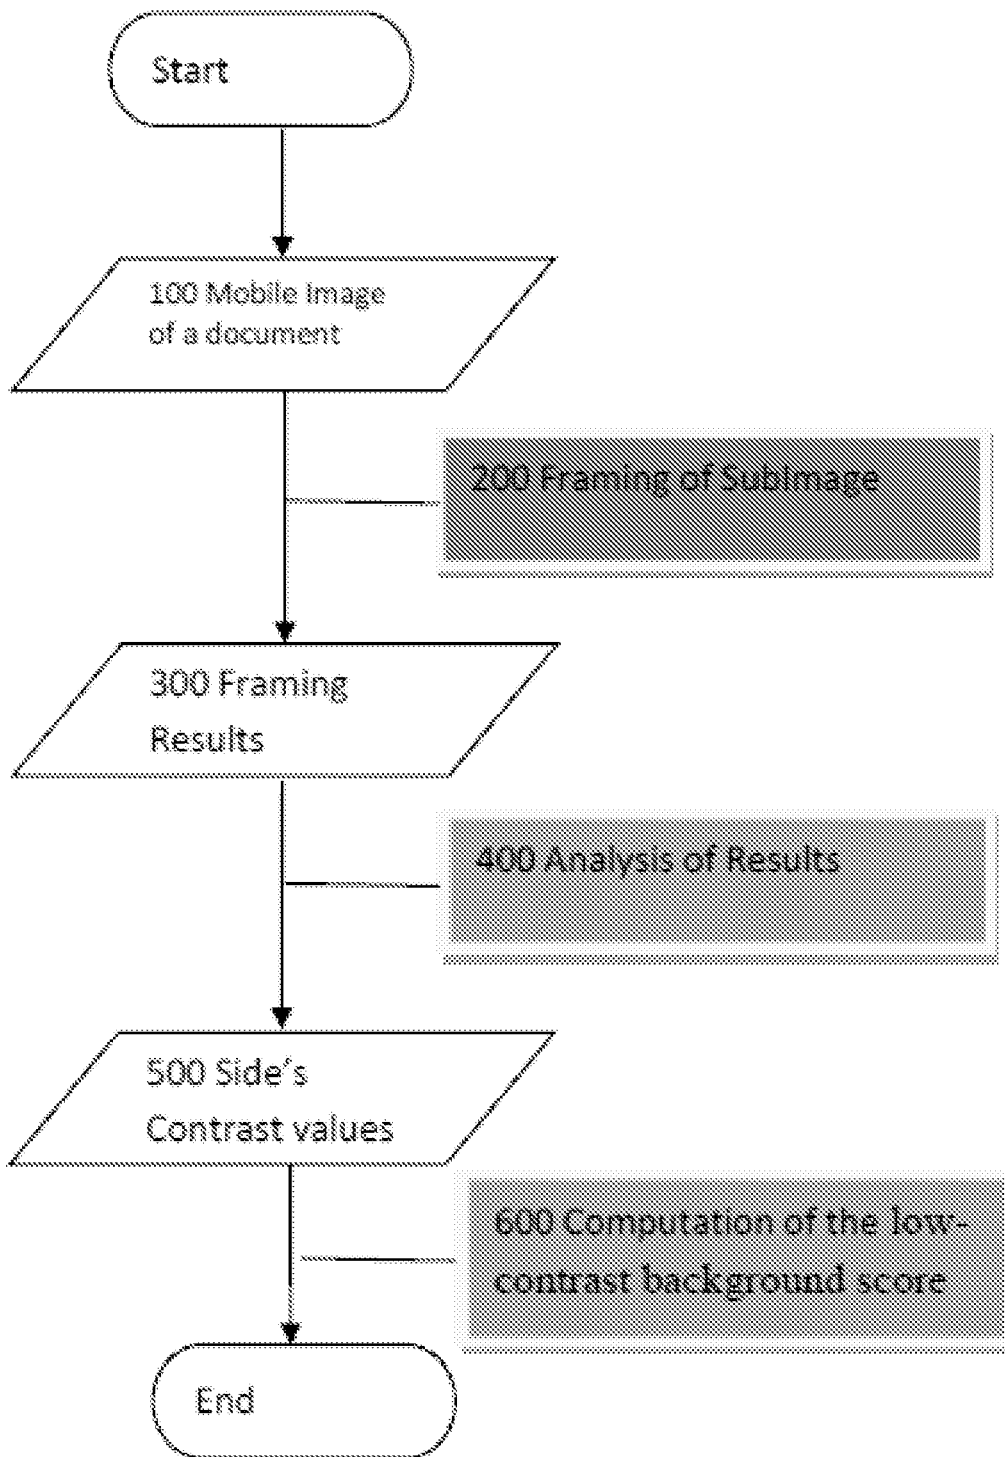 Start
100 Mobile Image
of a document
200 Framing of SubImage
300 Framing
Results
400 Analysis of Results
500 Side's
Contrast values
600 Computation of the low-
contrast background score
End